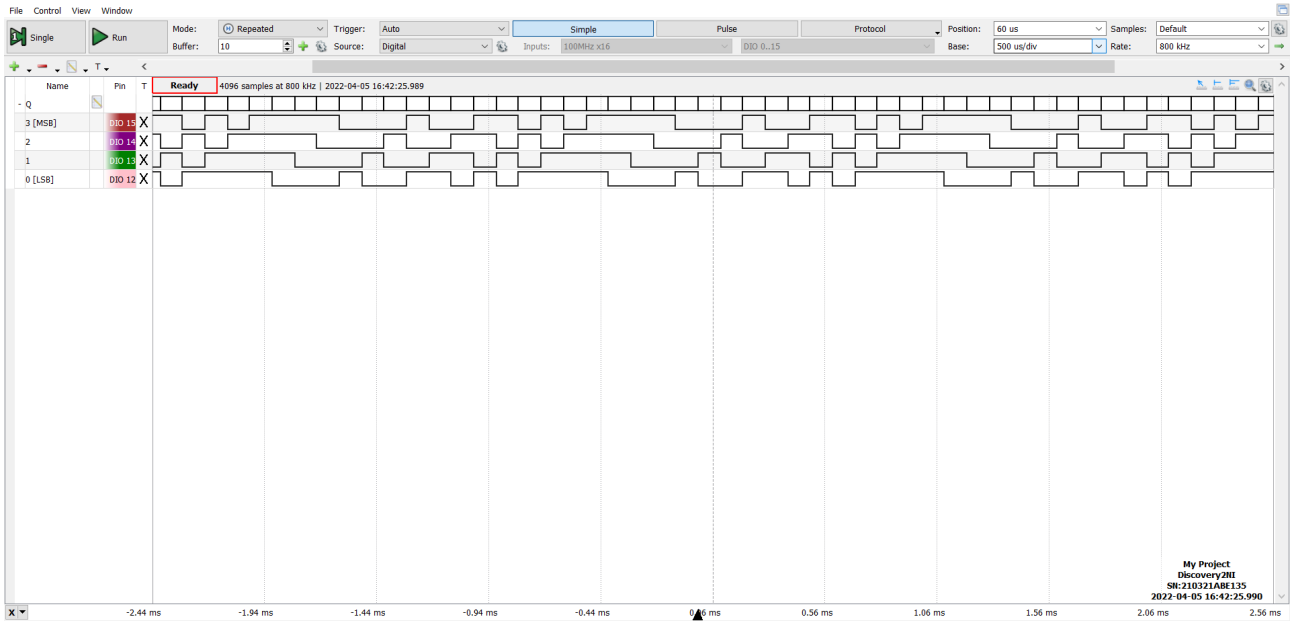 File Control View Window
Single Run Mode: Repeated Trigger: Auto Simple Pulse Protocol Position: 60 us Samples: Default
Buffer: 10 Source: Digital Inputs: 100MHz x16 DIO 0..15 Base: 500 us/div Rate: 800 kHz
T
Name Pin T Ready 4096 samples at 800 kHz | 2022-04-05 16:42:25.989
- Q
3 [MSB] DIO 15 X
2 DIO 14 X
1 DIO 13 X
0 [LSB] DIO 12 X
My Project
Discovery2NI
SN:210321ABE135
2022-04-05 16:42:25.990
X -2.44 ms -1.94 ms -1.44 ms -0.94 ms -0.44 ms 0.06 ms 0.56 ms 1.06 ms 1.56 ms 2.06 ms 2.56 ms